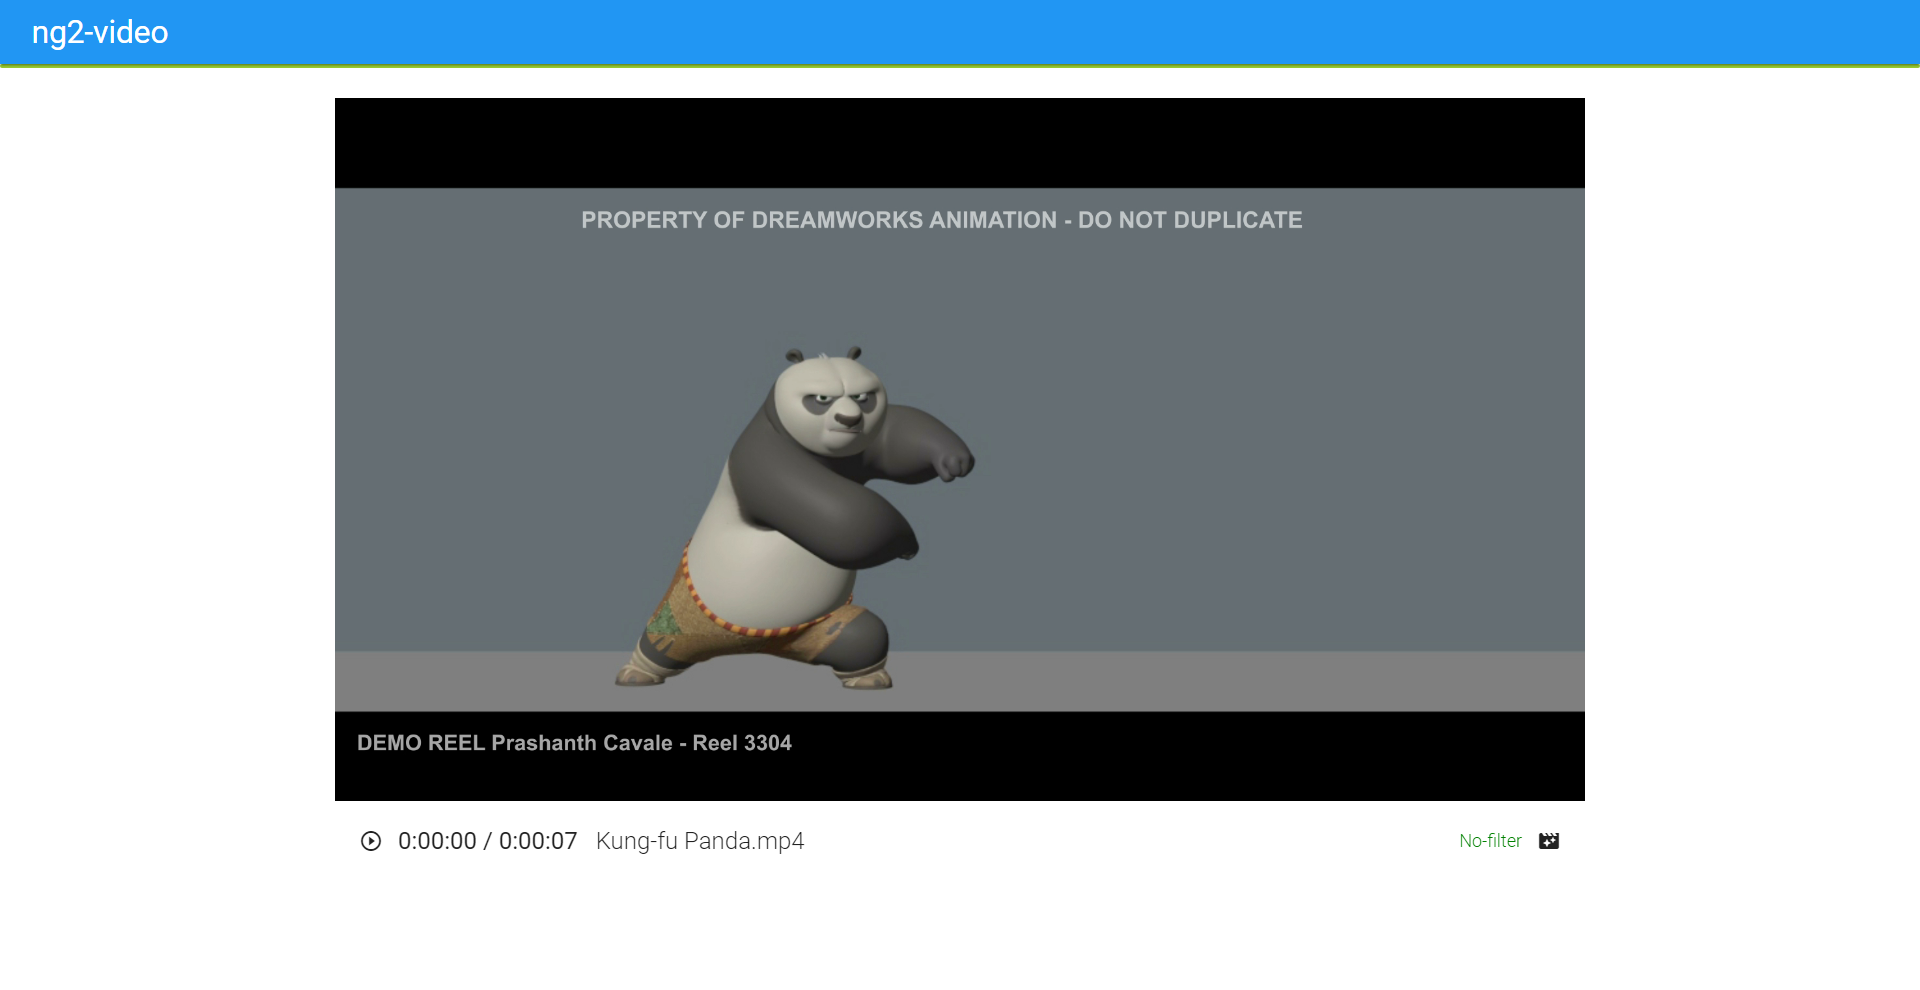 ng2-video
PROPERTY OF DREAMWORKS ANIMATION - DO NOT DUPLICATE
DEMO REEL Prashanth Cavale - Reel 3304
0:00:00 / 0:00:07 Kung-fu Panda.mp4 No-filter